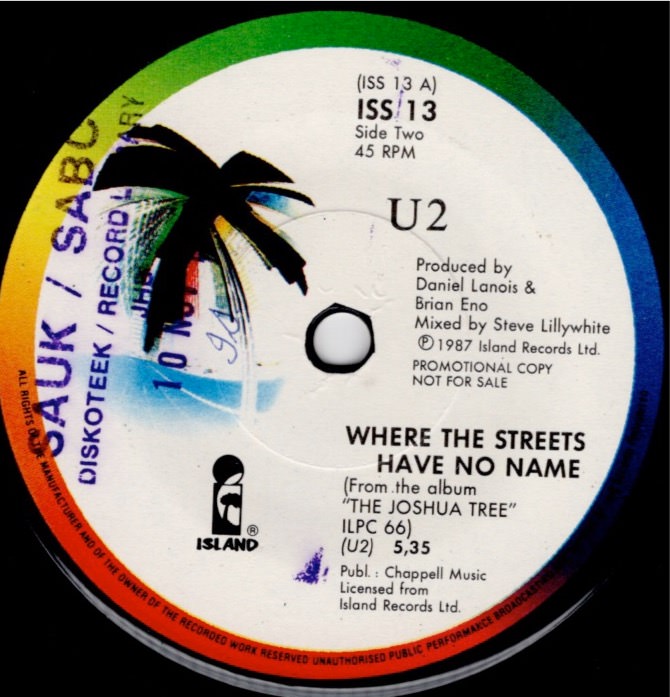 (ISS 13 A)
ISS 13
Side Two
45 RPM
U2
Produced by
Daniel Lanois &
Brian Eno
Mixed by Steve Lillywhite
Ⓟ1987 Island Records Ltd.
PROMOTIONAL COPY
NOT FOR SALE
WHERE THE STREETS
HAVE NO NAME
(From the album
"THE JOSHUA TREE"
ILPC 66)
(U2) 5,35
Publ.: Chappell Music
Licensed from
Island Records Ltd.
ISLAND®
SAUK / SABC
DISKOTEEK / RECORD LIBRARY
JHB
10 NOV
ALL RIGHTS OF THE MANUFACTURER AND OF THE OWNER OF THE RECORDED WORK RESERVED UNAUTHORISED PUBLIC PERFORMANCE BROADCASTING